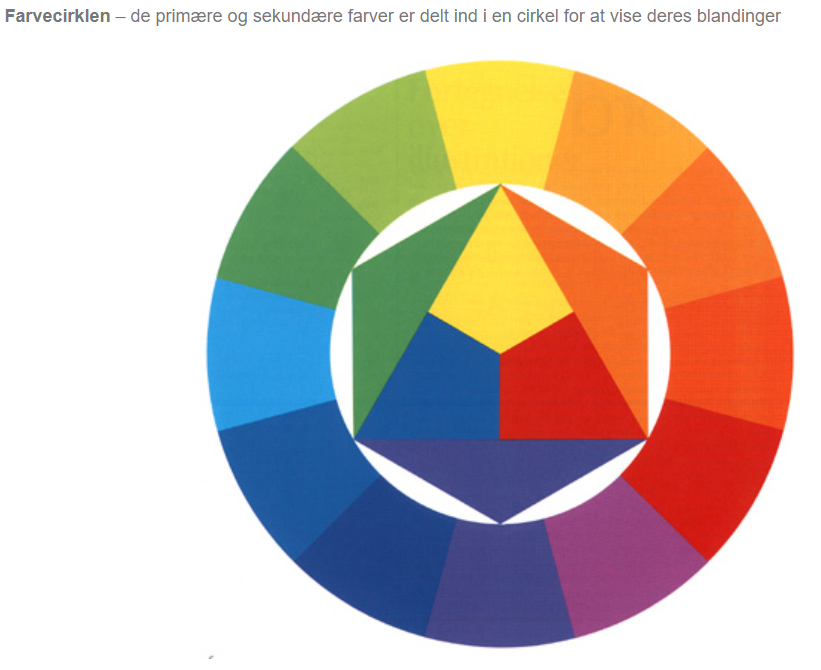 Farvecirklen – de primære og sekundære farver er delt ind i en cirkel for at vise deres blandinger